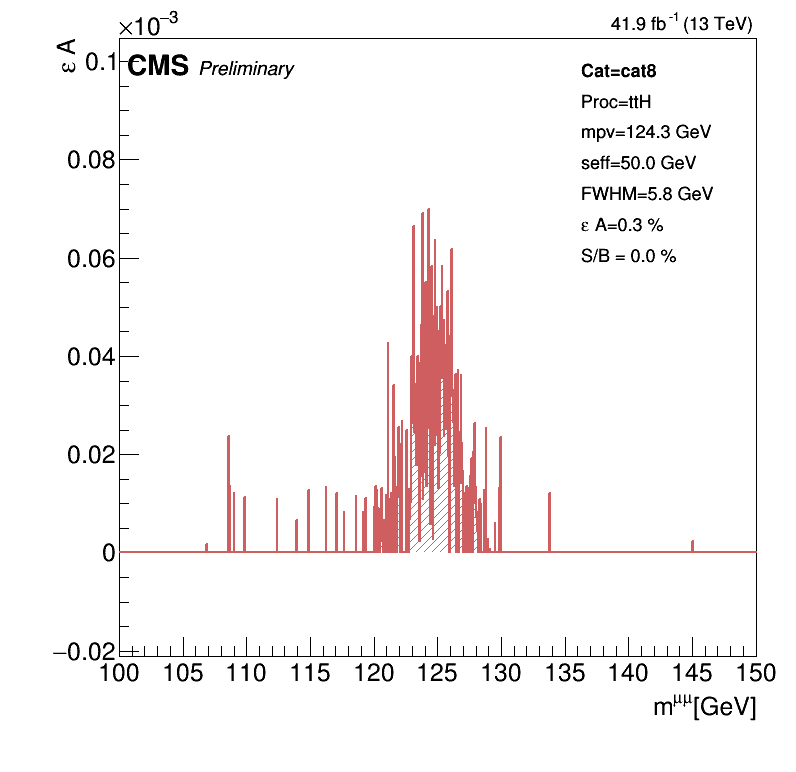 ×10⁻³
41.9 fb⁻¹ (13 TeV)
ε A
CMS Preliminary
Cat=cat8
Proc=ttH
mpv=124.3 GeV
seff=50.0 GeV
FWHM=5.8 GeV
ε A=0.3 %
S/B = 0.0 %
0.1
0.08
0.06
0.04
0.02
0
−0.02
100 105 110 115 120 125 130 135 140 145 150
m^μμ[GeV]